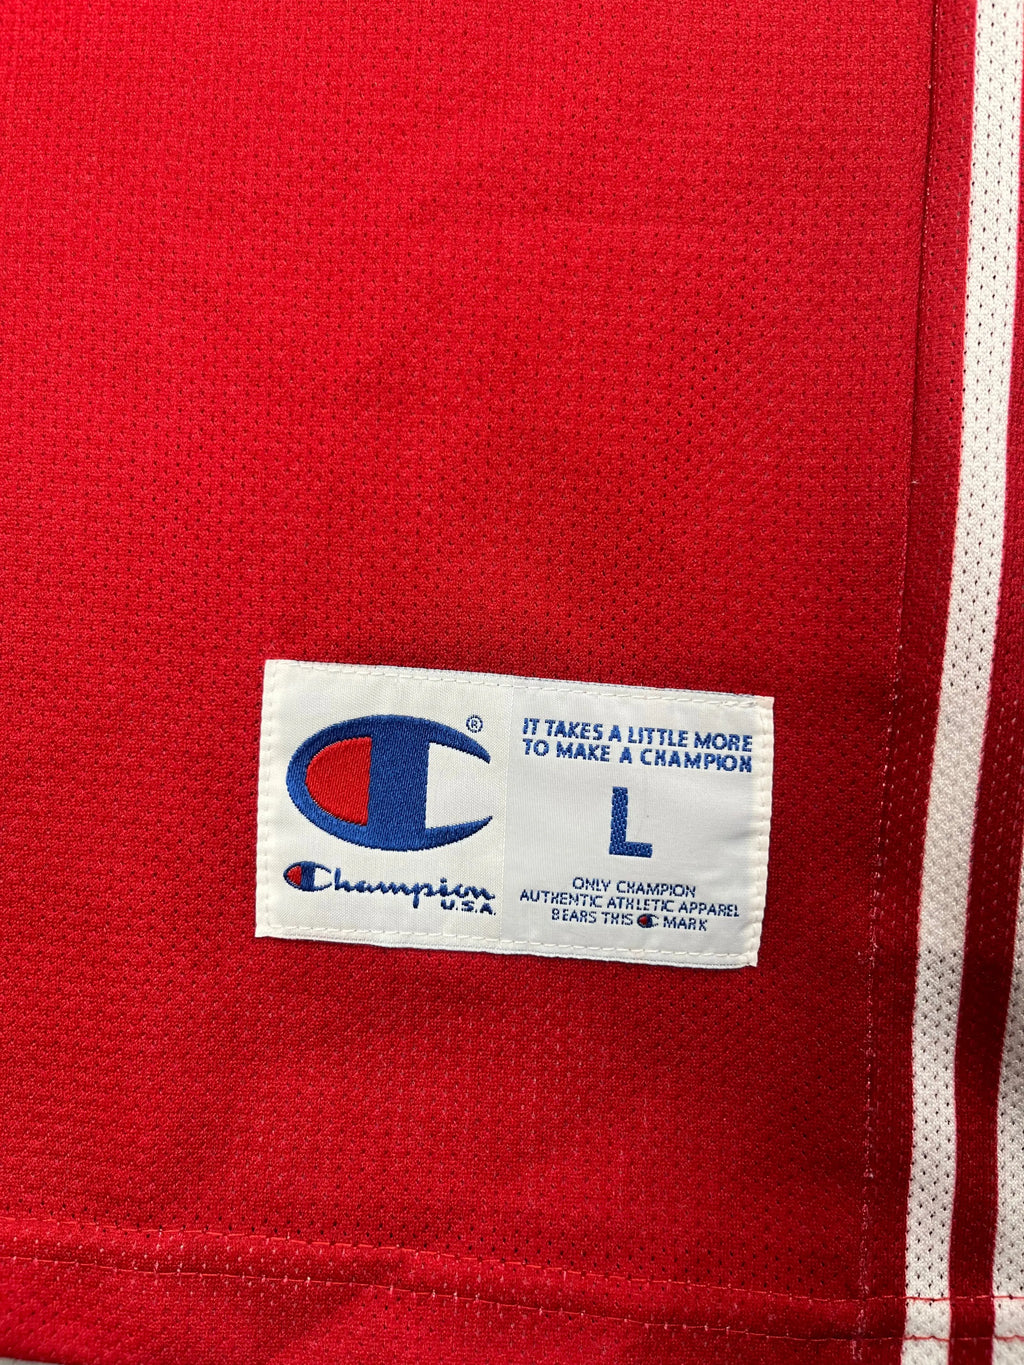 ®
Champion
U.S.A.
IT TAKES A LITTLE MORE
TO MAKE A CHAMPION
L
ONLY CHAMPION
AUTHENTIC ATHLETIC APPAREL
BEARS THIS C MARK